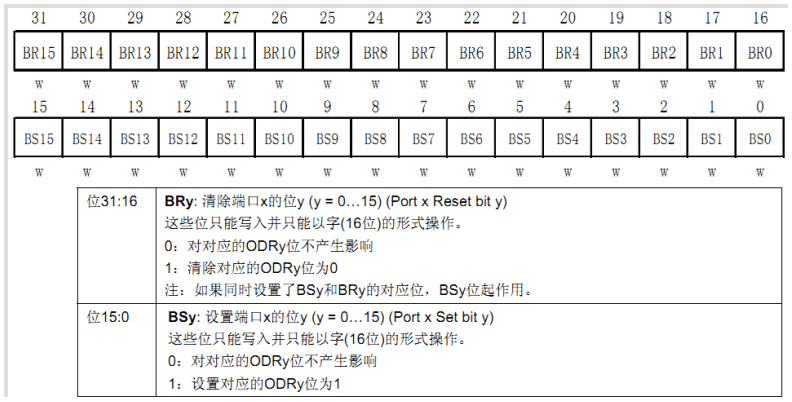 31 30 29 28 27 26 25 24 23 22 21 20 19 18 17 16
BR15 BR14 BR13 BR12 BR11 BR10 BR9 BR8 BR7 BR6 BR5 BR4 BR3 BR2 BR1 BR0
w w w w w w w w w w w w w w w w
15 14 13 12 11 10 9 8 7 6 5 4 3 2 1 0
BS15 BS14 BS13 BS12 BS11 BS10 BS9 BS8 BS7 BS6 BS5 BS4 BS3 BS2 BS1 BS0
w w w w w w w w w w w w w w w w
位31:16 BRy: 清除端口x的位y (y = 0…15) (Port x Reset bit y)
这些位只能写入并只能以字(16位)的形式操作。
0：对对应的ODRy位不产生影响
1：清除对应的ODRy位为0
注：如果同时设置了BSy和BRy的对应位，BSy位起作用。
位15:0 BSy: 设置端口x的位y (y = 0…15) (Port x Set bit y)
这些位只能写入并只能以字(16位)的形式操作。
0：对对应的ODRy位不产生影响
1：设置对应的ODRy位为1